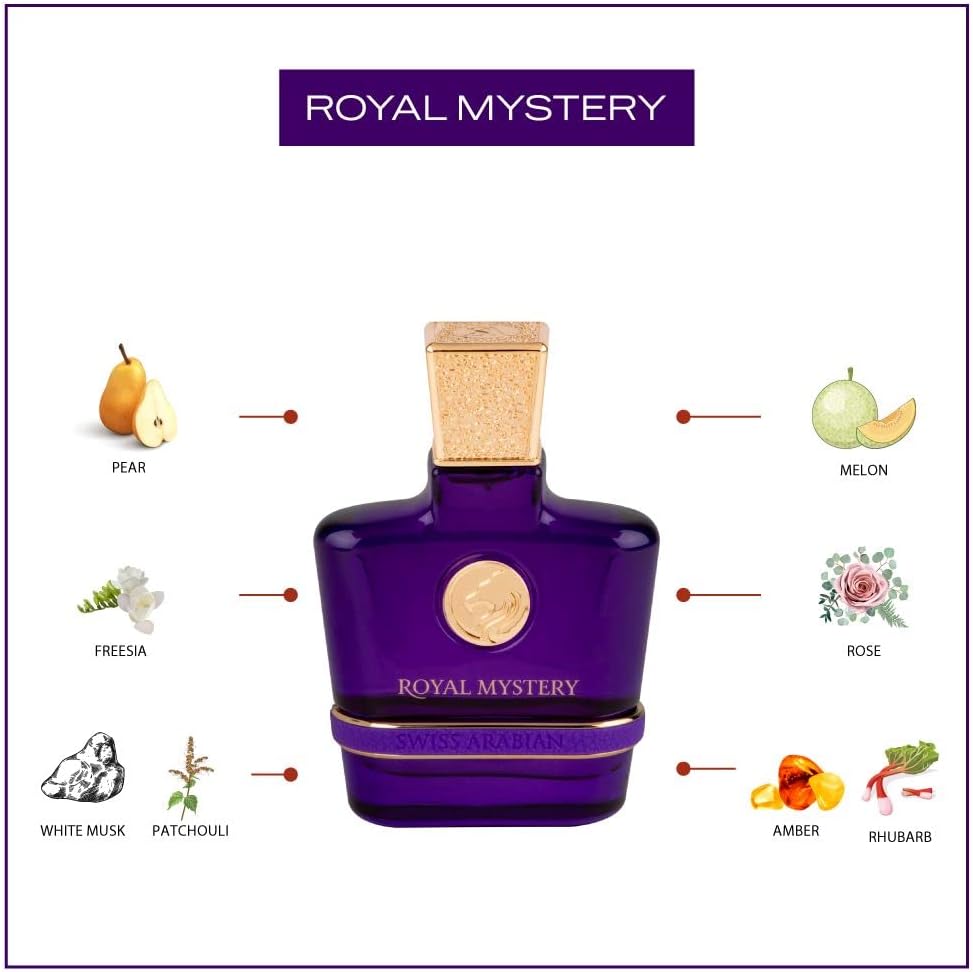 ROYAL MYSTERY
PEAR
MELON
FREESIA
ROSE
ROYAL MYSTERY
SWISS ARABIAN
WHITE MUSK
PATCHOULI
AMBER
RHUBARB